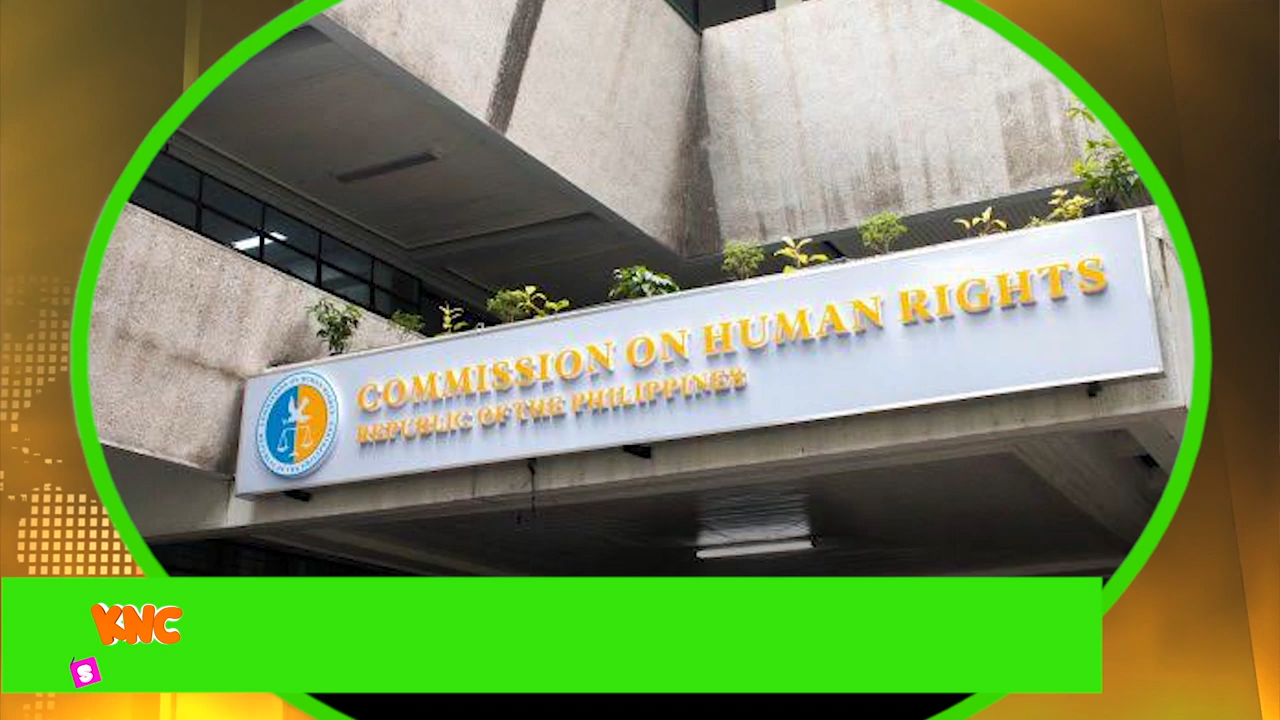 COMMISSION ON HUMAN RIGHTS
REPUBLIC OF THE PHILIPPINES
KNC
S